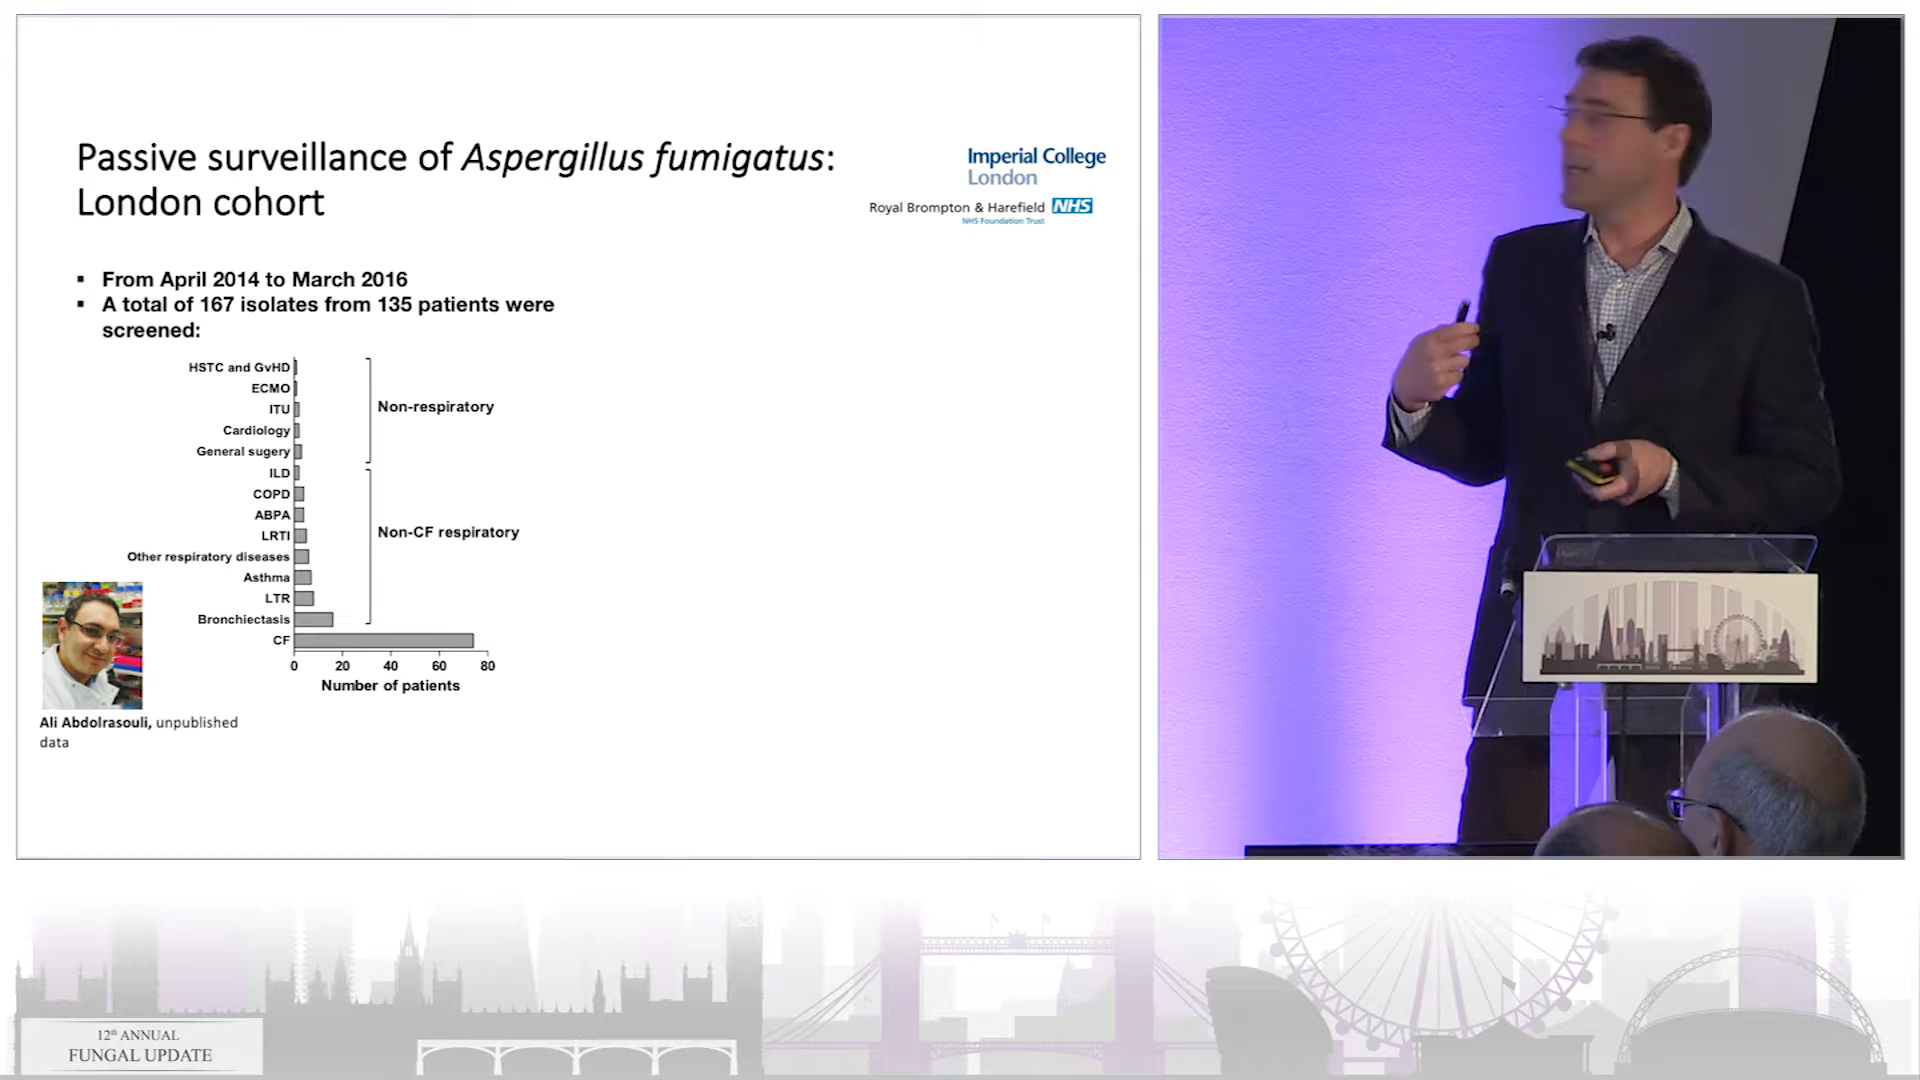 Passive surveillance of Aspergillus fumigatus:
London cohort
Imperial College
London
Royal Brompton & Harefield NHS
NHS Foundation Trust
▪ From April 2014 to March 2016
▪ A total of 167 isolates from 135 patients were
screened:
HSTC and GvHD
ECMO
ITU
Cardiology
General sugery
Non-respiratory
ILD
COPD
ABPA
LRTI
Other respiratory diseases
Asthma
LTR
Bronchiectasis
Non-CF respiratory
CF
0 20 40 60 80
Number of patients
Ali Abdolrasouli, unpublished
data
12th ANNUAL
FUNGAL UPDATE